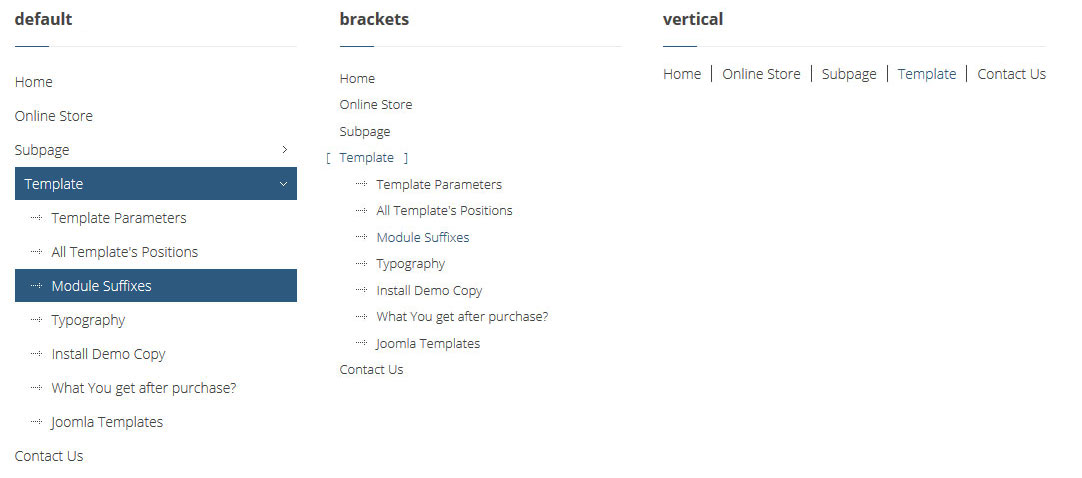 default
Home
Online Store
Subpage
Template
Template Parameters
All Template's Positions
Module Suffixes
Typography
Install Demo Copy
What You get after purchase?
Joomla Templates
Contact Us
brackets
Home
Online Store
Subpage
[ Template ]
Template Parameters
All Template's Positions
Module Suffixes
Typography
Install Demo Copy
What You get after purchase?
Joomla Templates
Contact Us
vertical
Home | Online Store | Subpage | Template | Contact Us